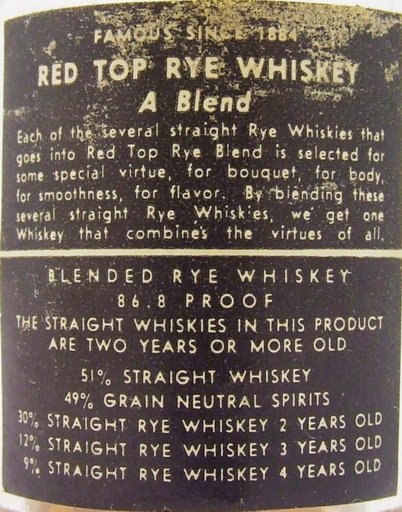 FAMOUS SINCE 1884
RED TOP RYE WHISKEY
A Blend
Each of the several straight Rye Whiskies that
goes into Red Top Rye Blend is selected for
some special virtue, for bouquet, for body,
for smoothness, for flavor. By blending these
several straight Rye Whiskies, we get one
Whiskey that combines the virtues of all.
BLENDED RYE WHISKEY
86.8 PROOF
THE STRAIGHT WHISKIES IN THIS PRODUCT
ARE TWO YEARS OR MORE OLD
51% STRAIGHT WHISKEY
49% GRAIN NEUTRAL SPIRITS
30% STRAIGHT RYE WHISKEY 2 YEARS OLD
12% STRAIGHT RYE WHISKEY 3 YEARS OLD
9% STRAIGHT RYE WHISKEY 4 YEARS OLD